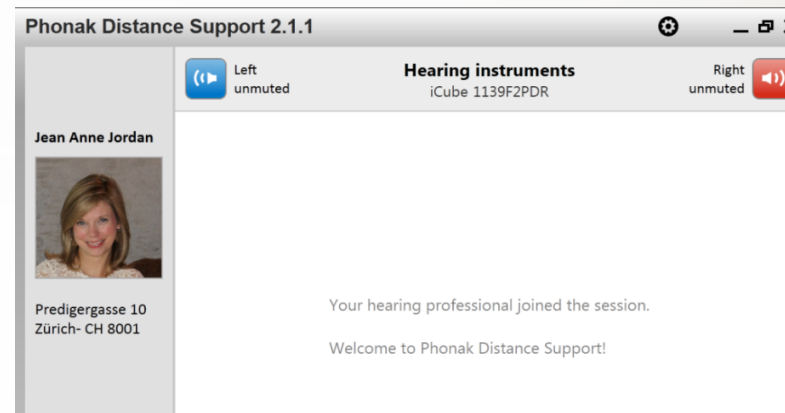 Phonak Distance Support 2.1.1
Left
unmuted
Hearing instruments
iCube 1139F2PDR
Right
unmuted
Jean Anne Jordan
Predigergasse 10
Zürich- CH 8001
Your hearing professional joined the session.
Welcome to Phonak Distance Support!